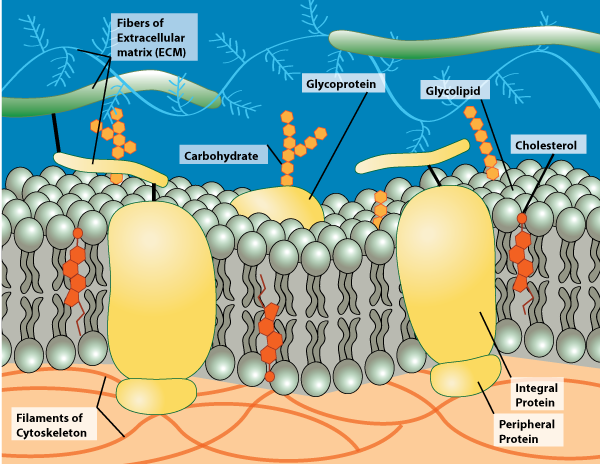 Fibers of
Extracellular
matrix (ECM)
Glycoprotein
Glycolipid
Carbohydrate
Cholesterol
Integral
Protein
Filaments of
Cytoskeleton
Peripheral
Protein